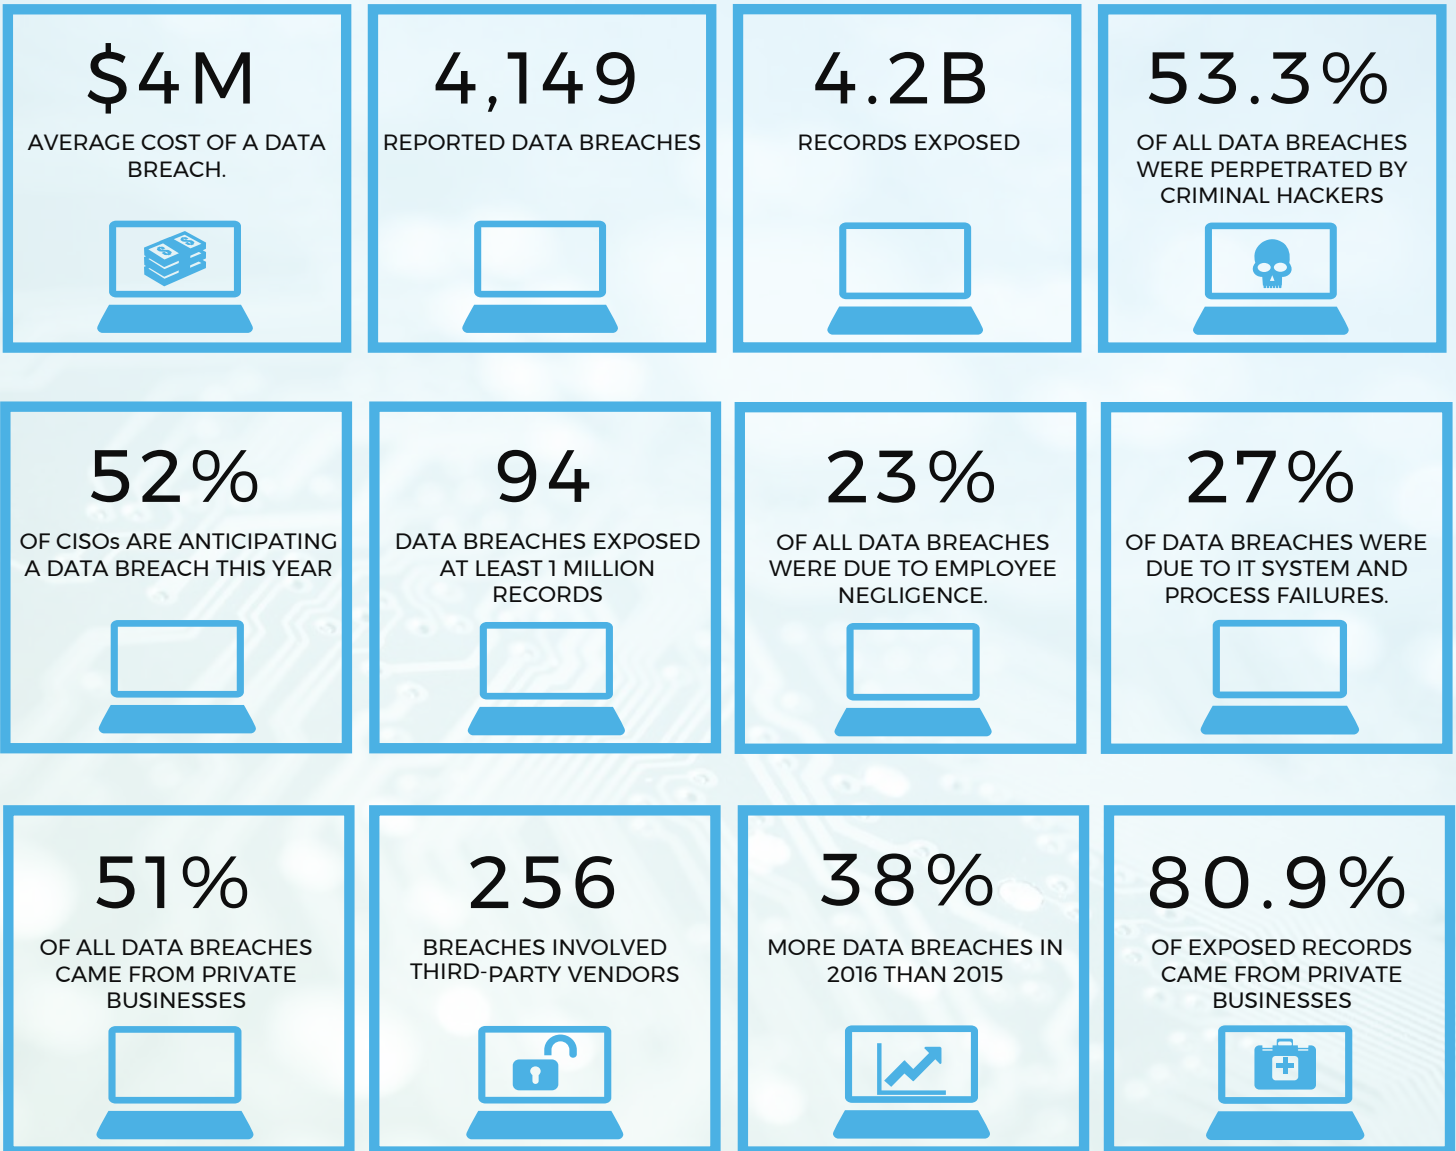 $4M
AVERAGE COST OF A DATA
BREACH.
4,149
REPORTED DATA BREACHES
4.2B
RECORDS EXPOSED
53.3%
OF ALL DATA BREACHES
WERE PERPETRATED BY
CRIMINAL HACKERS
52%
OF CISOs ARE ANTICIPATING
A DATA BREACH THIS YEAR
94
DATA BREACHES EXPOSED
AT LEAST 1 MILLION
RECORDS
23%
OF ALL DATA BREACHES
WERE DUE TO EMPLOYEE
NEGLIGENCE.
27%
OF DATA BREACHES WERE
DUE TO IT SYSTEM AND
PROCESS FAILURES.
51%
OF ALL DATA BREACHES
CAME FROM PRIVATE
BUSINESSES
256
BREACHES INVOLVED
THIRD-PARTY VENDORS
38%
MORE DATA BREACHES IN
2016 THAN 2015
80.9%
OF EXPOSED RECORDS
CAME FROM PRIVATE
BUSINESSES